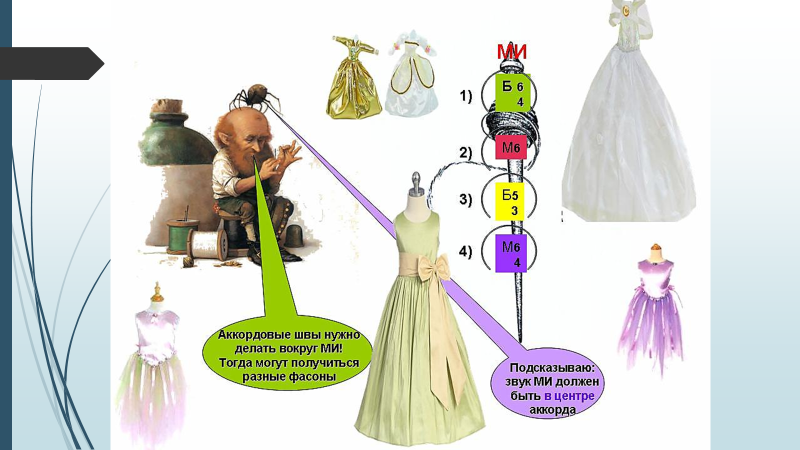 МИ
1) Б 6
4
2) М6
3) Б5
3
4) М6
4
Аккордовые швы нужно
делать вокруг МИ!
Тогда могут получиться
разные фасоны
Подсказываю:
звук МИ должен
быть в центре
аккорда